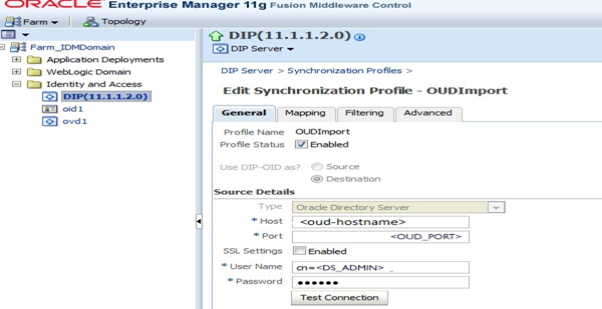 ORACLE Enterprise Manager 11g Fusion Middleware Control
Farm Topology
Farm_IDMDomain
Application Deployments
WebLogic Domain
Identity and Access
DIP(11.1.1.2.0)
oid1
ovd1
DIP(11.1.1.2.0)
DIP Server
DIP Server > Synchronization Profiles >
Edit Synchronization Profile - OUDImport
General Mapping Filtering Advanced
Profile Name OUDImport
Profile Status Enabled
Use DIP-OID as? Source
Destination
Source Details
Type Oracle Directory Server
* Host <oud-hostname>
* Port <OUD_PORT>
SSL Settings Enabled
* User Name cn=<DS_ADMIN> _
* Password ••••••
Test Connection